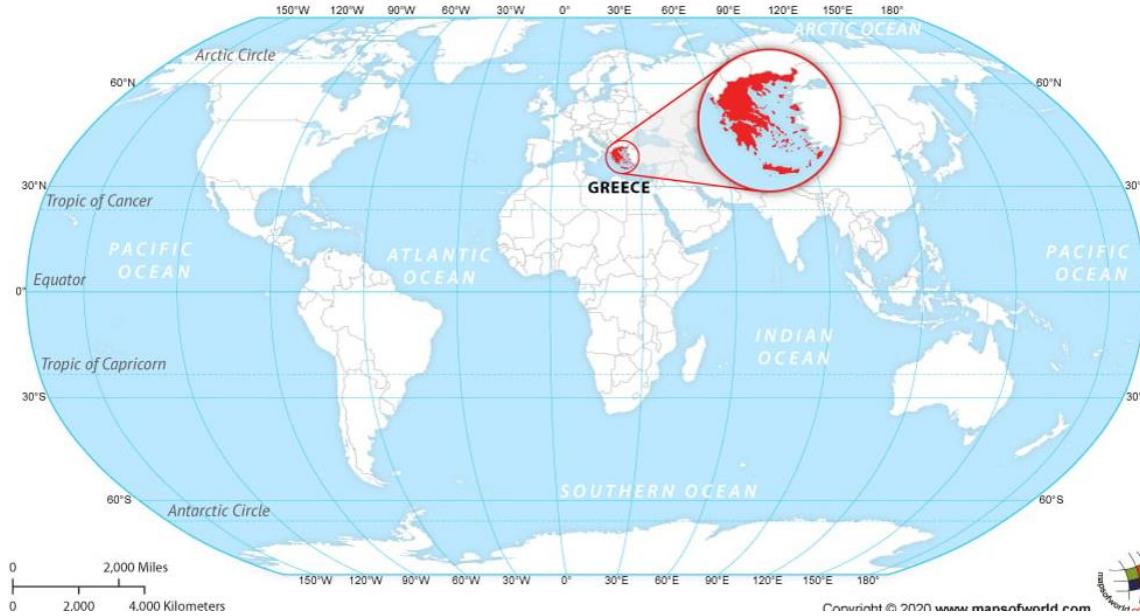 150°W 120°W 90°W 60°W 30°W 0° 30°E 60°E 90°E 120°E 150°E 180°
ARCTIC OCEAN
Arctic Circle
60°N 60°N
GREECE
30°N
Tropic of Cancer
PACIFIC
OCEAN
ATLANTIC
OCEAN
PACIFIC
OCEAN
Equator
0°
INDIAN
OCEAN
Tropic of Capricorn
30°S
60°S 60°S
SOUTHERN OCEAN
Antarctic Circle
150°W 120°W 90°W 60°W 30°W 0° 30°E 60°E 90°E 120°E 150°E 180°
0 2,000 Miles
0 2,000 4,000 Kilometers
Copyright © 2020 www.mapsofworld.com
mapsofworld